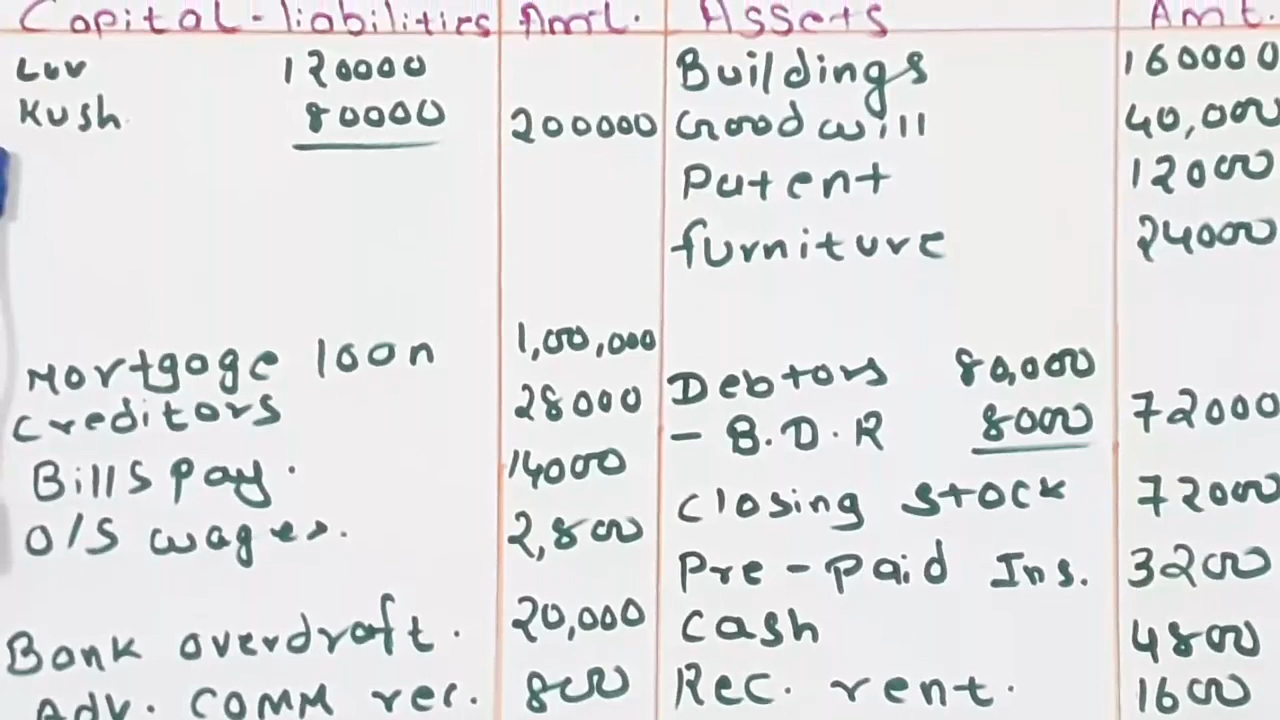 Capital-liabilities Amt. Assets Amt.
Luv 120000 Buildings 160000
Kush. 80000 200000 Goodwill 40,000
Patent 12000
furniture 24000
Mortgage loan 1,00,000
Debtors 80,000
Creditors 28000
- B.D.R 8000 72000
Bills pay. 14000
Closing stock 72000
O/S wages. 2,800
Pre-paid Ins. 3200
Bank overdraft. 20,000 Cash 4800
Adv. COMM rec. 800 Rec. rent. 1600